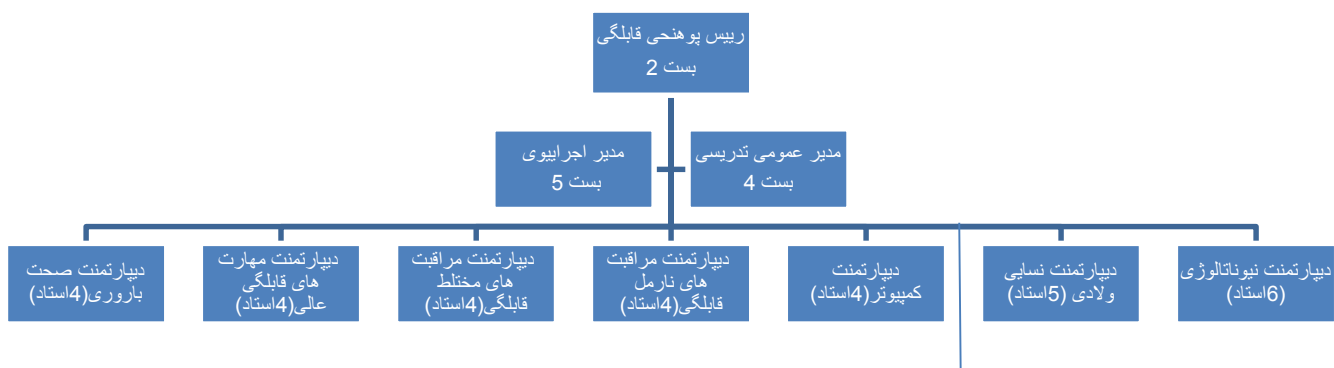 رییس پوهنحی قابلگی
بست 2
مدیر عمومی تدریسی
بست 4
مدیر اجراییوی
بست 5
دیپارتمنت نیوناتالوژی
(6استاد)
دیپارتمنت نسایی
ولادی (5استاد)
دیپارتمنت
کمپیوتر(4استاد)
دیپارتمنت مراقبت
های نارمل
قابلگی(4استاد)
دیپارتمنت مراقبت
های مختلط
قابلگی(4استاد)
دیپارتمنت مهارت
های قابلگی
عالی(4استاد)
دیپارتمنت صحت
باروری(4استاد)